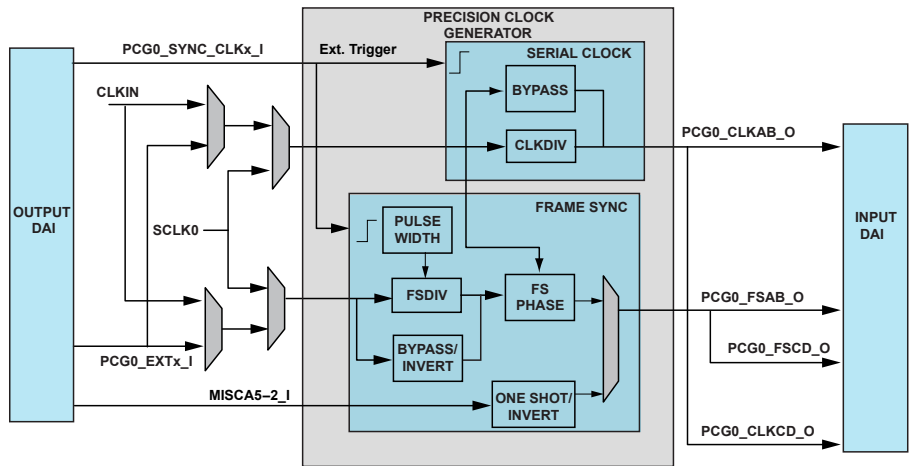 PRECISION CLOCK
GENERATOR
PCG0_SYNC_CLKx_I
Ext. Trigger
SERIAL CLOCK
CLKIN
BYPASS
CLKDIV
PCG0_CLKAB_O
OUTPUT
DAI
SCLK0
FRAME SYNC
INPUT
DAI
PULSE
WIDTH
FSDIV
FS
PHASE
PCG0_FSAB_O
BYPASS/
INVERT
PCG0_FSCD_O
PCG0_EXTx_I
MISCA5–2_I
ONE SHOT/
INVERT
PCG0_CLKCD_O